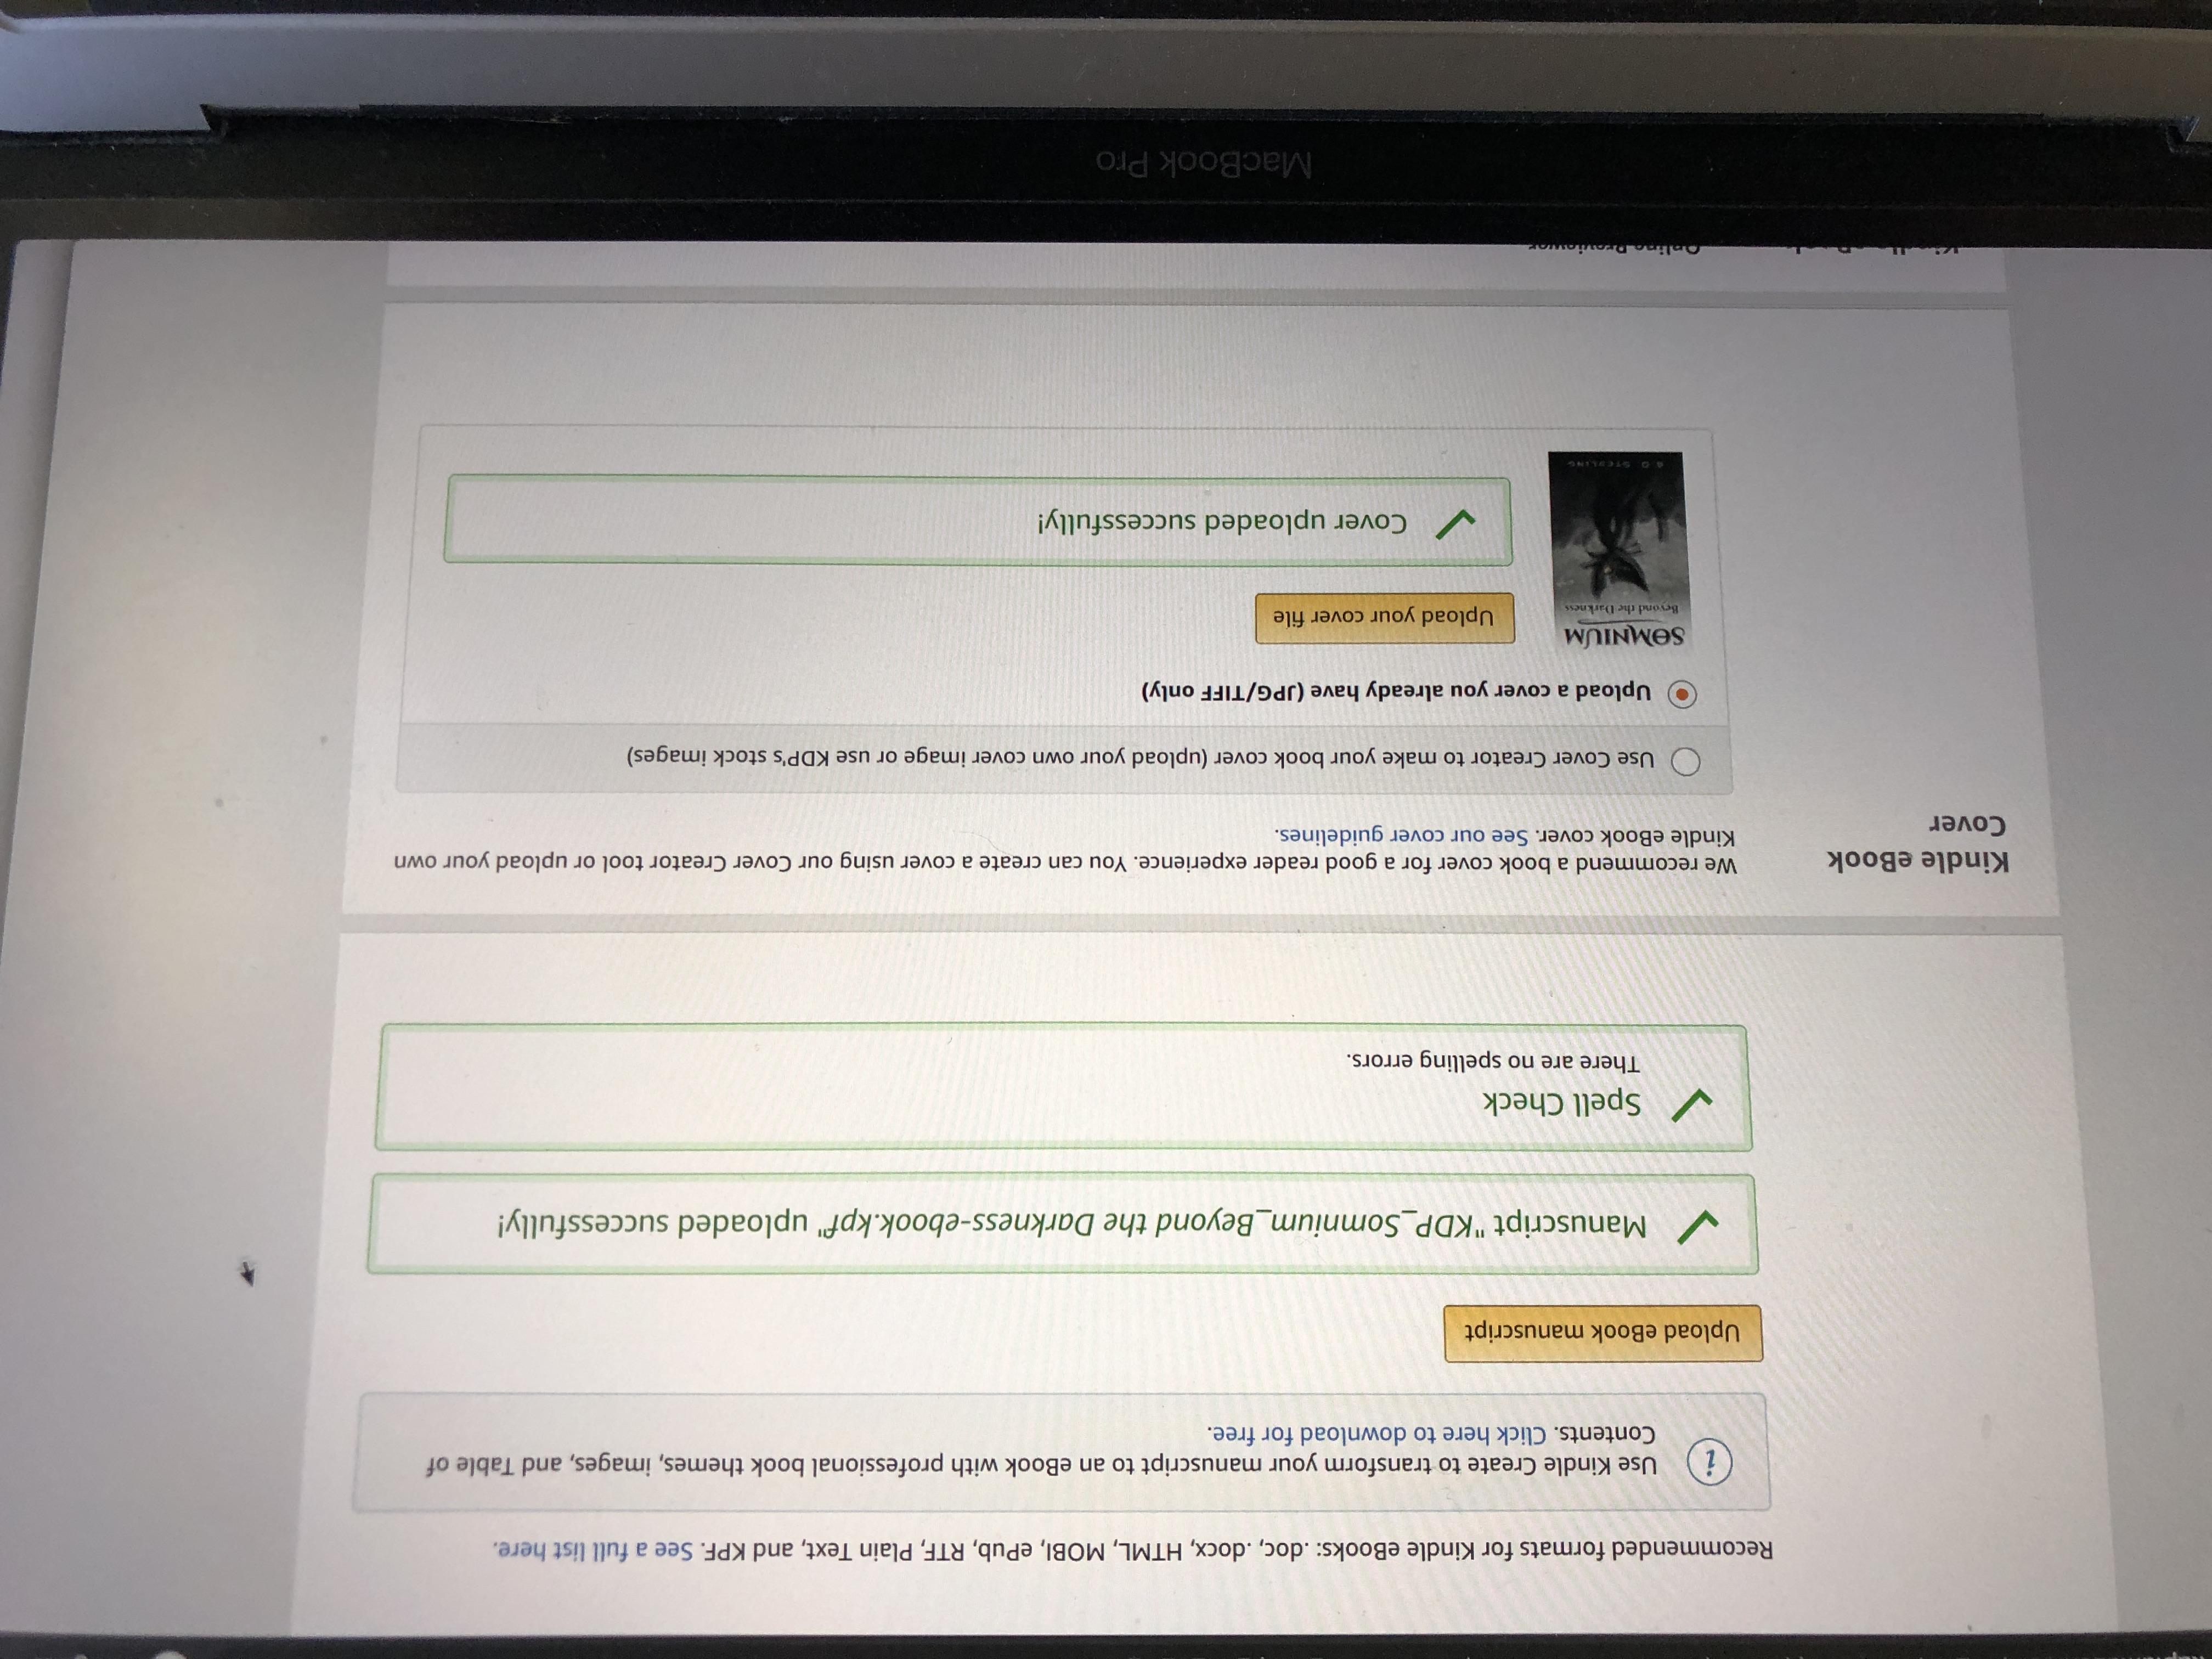 Recommended formats for Kindle eBooks: .doc, .docx, HTML, MOBI, ePub, RTF, Plain Text, and KPF. See a full list here.
i
Use Kindle Create to transform your manuscript to an eBook with professional book themes, images, and Table of
Contents. Click here to download for free.
Upload eBook manuscript
Manuscript "KDP_Somnium_Beyond the Darkness-ebook.kpf" uploaded successfully!
Spell Check
There are no spelling errors.
Kindle eBook
Cover
We recommend a book cover for a good reader experience. You can create a cover using our Cover Creator tool or upload your own
Kindle eBook cover. See our cover guidelines.
Use Cover Creator to make your book cover (upload your own cover image or use KDP's stock images)
Upload a cover you already have (JPG/TIFF only)
SOMNIUM
Beyond the Darkness
STERLING
Upload your cover file
Cover uploaded successfully!
Kindle eBook
Online Previewer
MacBook Pro